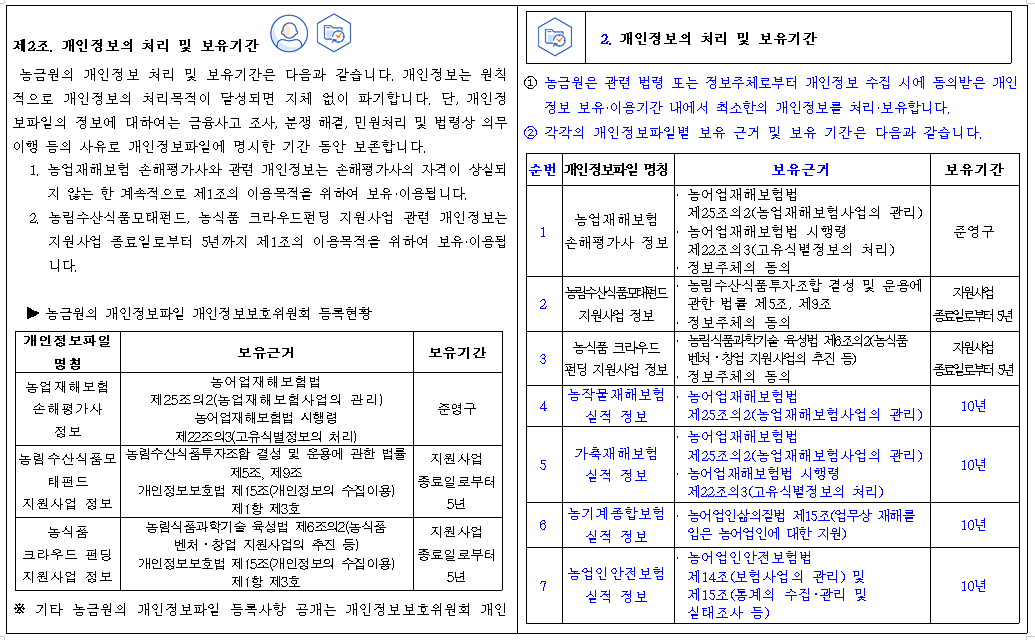 제2조. 개인정보의 처리 및 보유기간
농금원의 개인정보 처리 및 보유기간은 다음과 같습니다. 개인정보는 원칙
적으로 개인정보의 처리목적이 달성되면 지체 없이 파기합니다. 단, 개인정
보파일의 정보에 대하여는 금융사고 조사, 분쟁 해결, 민원처리 및 법령상 의무
이행 등의 사유로 개인정보파일에 명시한 기간 동안 보존합니다.
1. 농업재해보험 손해평가사와 관련 개인정보는 손해평가사의 자격이 상실되
지 않는 한 계속적으로 제1조의 이용목적을 위하여 보유·이용됩니다.
2. 농림수산식품모태펀드, 농식품 크라우드펀딩 지원사업 관련 개인정보는
지원사업 종료일로부터 5년까지 제1조의 이용목적을 위하여 보유·이용됩
니다.
▶ 농금원의 개인정보파일 개인정보보호위원회 등록현황
개인정보파일
명칭
보유근거
보유기간
농업재해보험
손해평가사
정보
농어업재해보험법
제25조의2(농업재해보험사업의 관리)
농어업재해보험법 시행령
제22조의3(고유식별정보의 처리)
준영구
농림수산식품모
태펀드
지원사업 정보
농림수산식품투자조합 결성 및 운용에 관한 법률
제5조, 제9조
개인정보보호법 제15조(개인정보의 수집이용)
제1항 제3호
지원사업
종료일로부터
5년
농식품
크라우드 펀딩
지원사업 정보
농림식품과학기술 육성법 제6조의2(농식품
벤처·창업 지원사업의 추진 등)
개인정보보호법 제15조(개인정보의 수집이용)
제1항 제3호
지원사업
종료일로부터
5년
※ 기타 농금원의 개인정보파일 등록사항 공개는 개인정보보호위원회 개인
2. 개인정보의 처리 및 보유기간
① 농금원은 관련 법령 또는 정보주체로부터 개인정보 수집 시에 동의받은 개인
정보 보유·이용기간 내에서 최소한의 개인정보를 처리·보유합니다.
② 각각의 개인정보파일별 보유 근거 및 보유 기간은 다음과 같습니다.
순번
개인정보파일 명칭
보유근거
보유기간
1
농업재해보험
손해평가사 정보
· 농어업재해보험법
제25조의2(농업재해보험사업의 관리)
· 농어업재해보험법 시행령
제22조의3(고유식별정보의 처리)
· 정보주체의 동의
준영구
2
농림수산식품모태펀드
지원사업 정보
· 농림수산식품투자조합 결성 및 운용에
관한 법률 제5조, 제9조
· 정보주체의 동의
지원사업
종료일로부터 5년
3
농식품 크라우드
펀딩 지원사업 정보
· 농림식품과학기술 육성법 제6조의2(농식품
벤처·창업 지원사업의 추진 등)
· 정보주체의 동의
지원사업
종료일로부터 5년
4
농작물재해보험
실적 정보
· 농어업재해보험법
제25조의2(농업재해보험사업의 관리)
10년
5
가축재해보험
실적 정보
· 농어업재해보험법
제25조의2(농업재해보험사업의 관리)
· 농어업재해보험법 시행령
제22조의3(고유식별정보의 처리)
10년
6
농기계종합보험
실적 정보
· 농어업인삶의질법 제15조(업무상 재해를
입은 농어업인에 대한 지원)
10년
7
농업인안전보험
실적 정보
· 농어업인안전보험법
제14조(보험사업의 관리) 및
제15조(통계의 수집·관리 및
실태조사 등)
10년